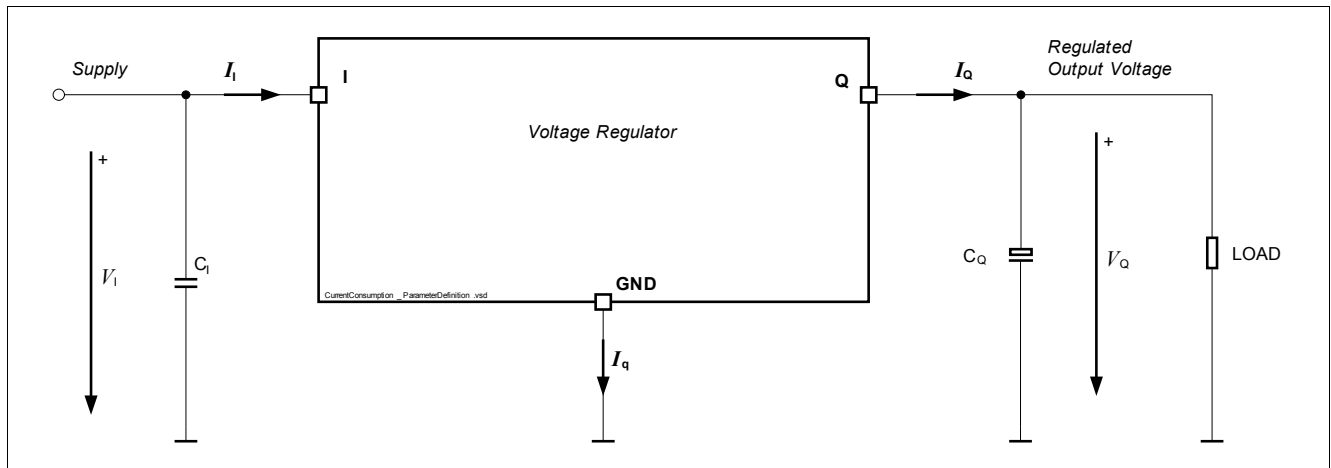 Supply
I_I
I
Q
I_Q
Regulated
Output Voltage
Voltage Regulator
+
+
V_I
C_I
C_Q
V_Q
LOAD
GND
CurrentConsumption _ ParameterDefinition .vsd
I_q